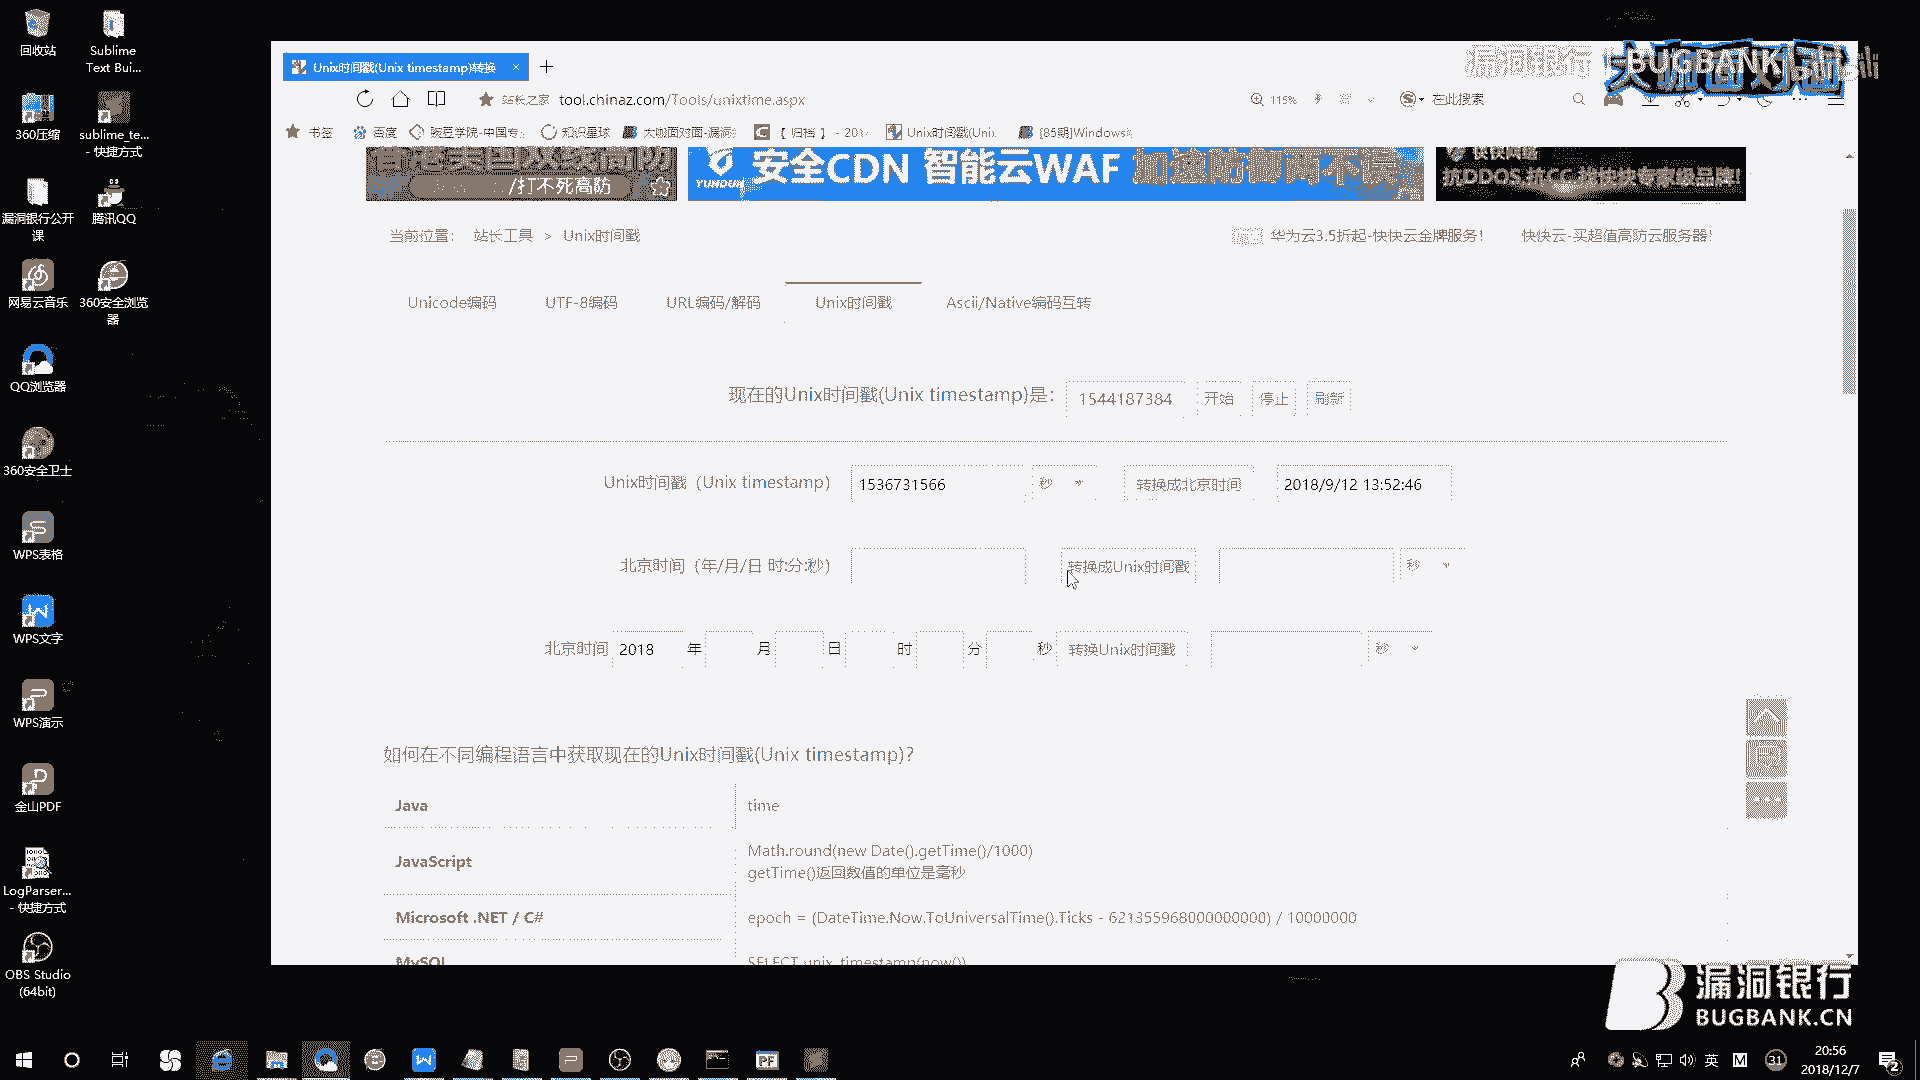 回收站
Sublime
Text Bui...
360压缩
sublime_te...
- 快捷方式
漏洞银行公开
课
腾讯QQ
网易云音乐
360安全浏览
器
QQ浏览器
360安全卫士
WPS表格
WPS文字
WPS演示
金山PDF
LogParser...
- 快捷方式
OBS Studio
(64bit)
Unix时间戳(Unix timestamp)转换
漏洞银行
BUGBANK
站长之家 tool.chinaz.com/Tools/unixtime.aspx
115%
在此搜索
书签
百度
豌豆学院-中国专
知识星球
大咖面对面-漏洞
【 归档 】 - 201
Unix时间戳(Unix
[85期]Windows
/打不死高防
YUNDUN
安全CDN 智能云WAF 加速防御两不误
抗DDOS 抗CC 找快快专家级品牌!
当前位置： 站长工具 > Unix时间戳
华为云3.5折起-快快云金牌服务!
快快云-买超值高防云服务器!
Unicode编码
UTF-8编码
URL编码/解码
Unix时间戳
Ascii/Native编码互转
现在的Unix时间戳(Unix timestamp)是： 1544187384 开始 停止 刷新
Unix时间戳（Unix timestamp） 1536731566 秒 转换成北京时间 2018/9/12 13:52:46
北京时间（年/月/日 时:分:秒） 转换成Unix时间戳 秒
北京时间 2018 年 月 日 时 分 秒 转换Unix时间戳 秒
如何在不同编程语言中获取现在的Unix时间戳(Unix timestamp)？
Java time
JavaScript Math.round(new Date().getTime()/1000)
getTime()返回数值的单位是毫秒
Microsoft .NET / C# epoch = (DateTime.Now.ToUniversalTime().Ticks - 621355968000000000) / 10000000
MySQL SELECT unix_timestamp(now())
漏洞银行
BUGBANK.CN
英
M
31
20:56
2018/12/7
2